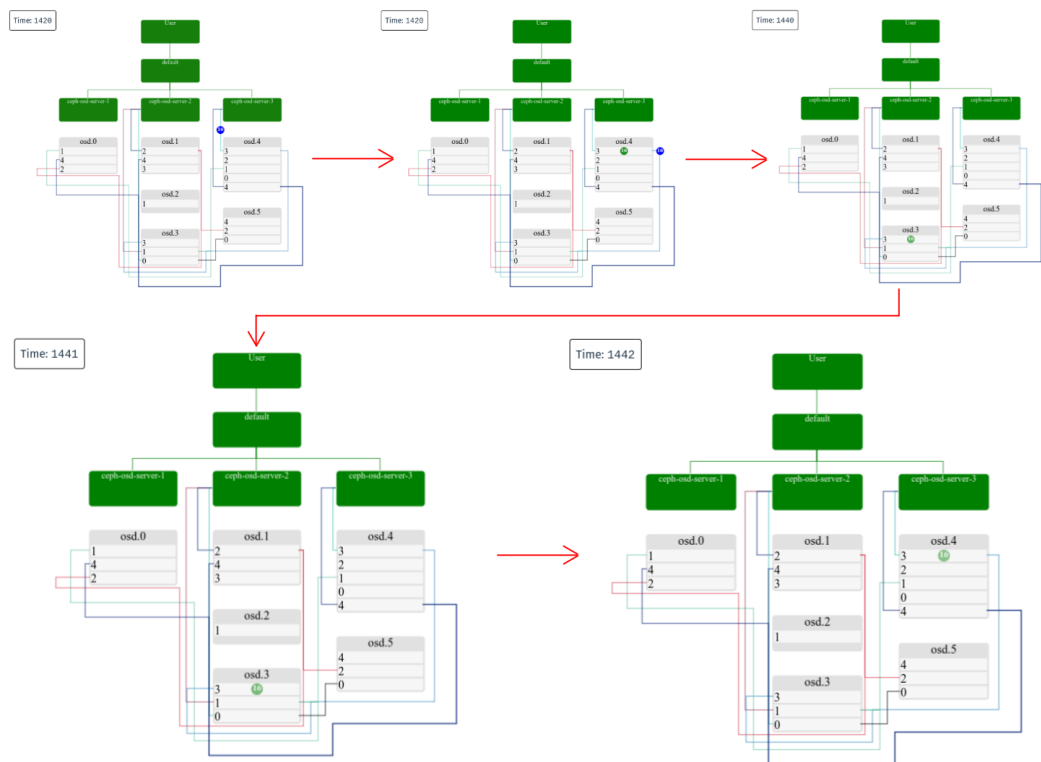 Time: 1420
User
default
ceph-osd-server-1
ceph-osd-server-2
ceph-osd-server-3
osd.0
1
4
2
osd.1
2
4
3
osd.2
1
osd.3
3
1
0
16
osd.4
3
2
1
0
4
osd.5
4
2
0
Time: 1420
User
default
ceph-osd-server-1
ceph-osd-server-2
ceph-osd-server-3
osd.0
1
4
2
osd.1
2
4
3
osd.2
1
osd.3
3
1
0
osd.4
3
16
16
2
1
0
4
osd.5
4
2
0
Time: 1440
User
default
ceph-osd-server-1
ceph-osd-server-2
ceph-osd-server-3
osd.0
1
4
2
osd.1
2
4
3
osd.2
1
osd.3
3
16
1
0
osd.4
3
2
1
0
4
osd.5
4
2
0
Time: 1441
User
default
ceph-osd-server-1
ceph-osd-server-2
ceph-osd-server-3
osd.0
1
4
2
osd.1
2
4
3
osd.2
1
osd.3
3
16
1
0
osd.4
3
2
1
0
4
osd.5
4
2
0
Time: 1442
User
default
ceph-osd-server-1
ceph-osd-server-2
ceph-osd-server-3
osd.0
1
4
2
osd.1
2
4
3
osd.2
1
osd.3
3
1
0
osd.4
3
16
2
1
0
4
osd.5
4
2
0